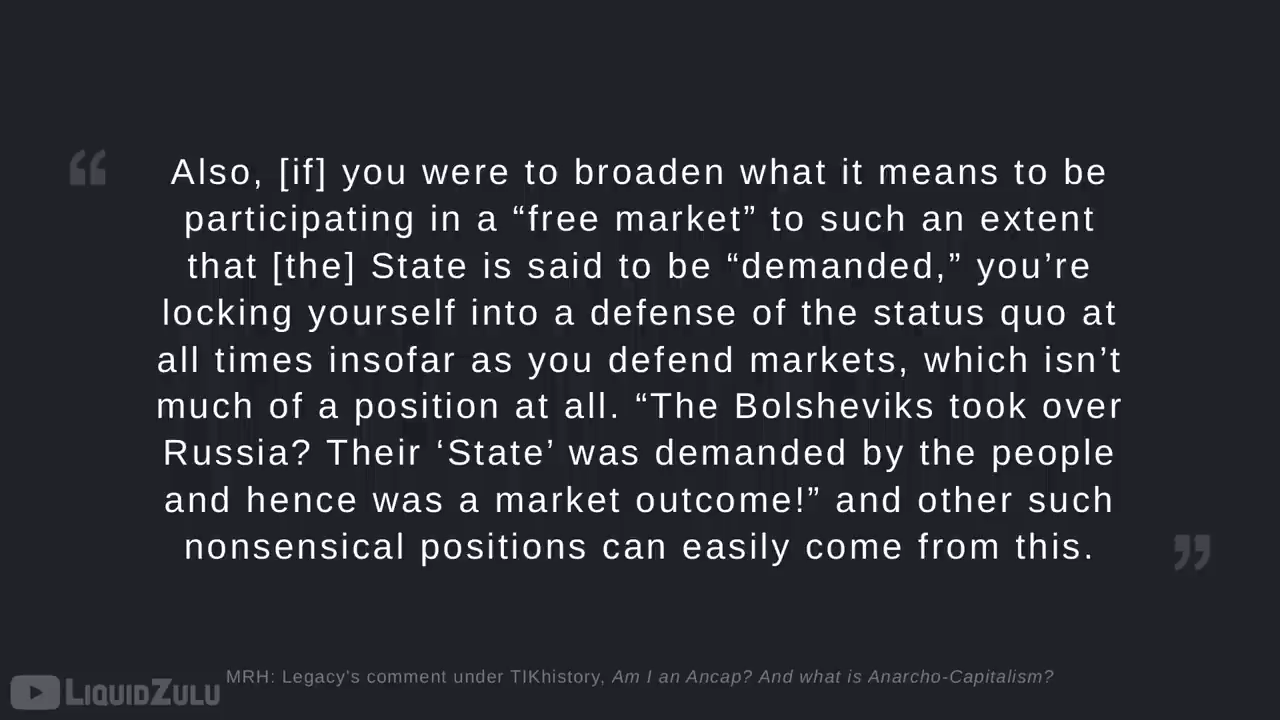 “
Also, [if] you were to broaden what it means to be
participating in a “free market” to such an extent
that [the] State is said to be “demanded,” you’re
locking yourself into a defense of the status quo at
all times insofar as you defend markets, which isn’t
much of a position at all. “The Bolsheviks took over
Russia? Their ‘State’ was demanded by the people
and hence was a market outcome!” and other such
nonsensical positions can easily come from this.
”
MRH: Legacy’s comment under TIKhistory, Am I an Ancap? And what is Anarcho-Capitalism?
LIQUIDZULU